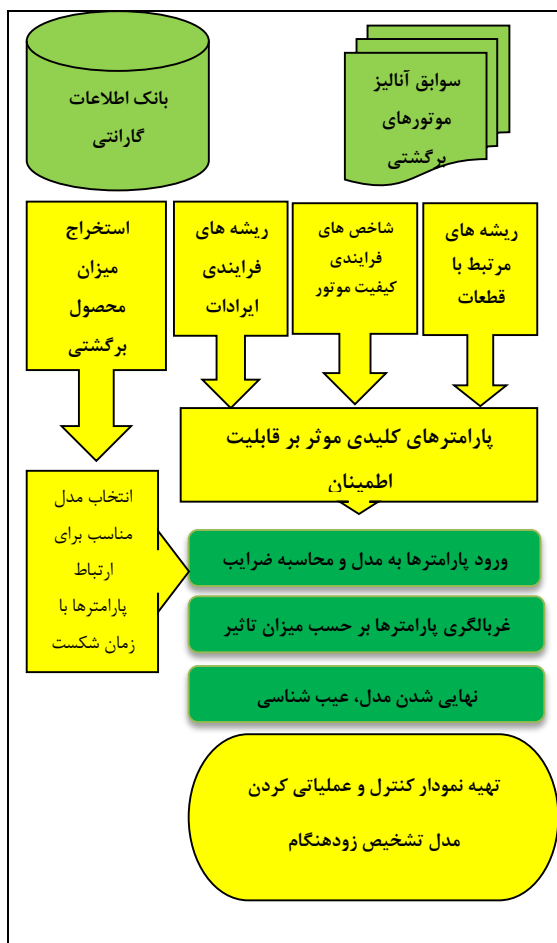 سوابق آنالیز
موتورهای
برگشتی
بانک اطلاعات
گارانتی
ریشه های
مرتبط با
قطعات
شاخص های
فرایندی
کیفیت موتور
ریشه های
فرایندی
ایرادات
استخراج
میزان
محصول
برگشتی
پارامترهای کلیدی موثر بر قابلیت
اطمینان
انتخاب مدل
مناسب برای
ارتباط
پارامترها با
زمان شکست
ورود پارامترها به مدل و محاسبه ضرایب
غربالگری پارامترها بر حسب میزان تاثیر
نهایی شدن مدل، عیب شناسی
تهیه نمودار کنترل و عملیاتی کردن
مدل تشخیص زودهنگام